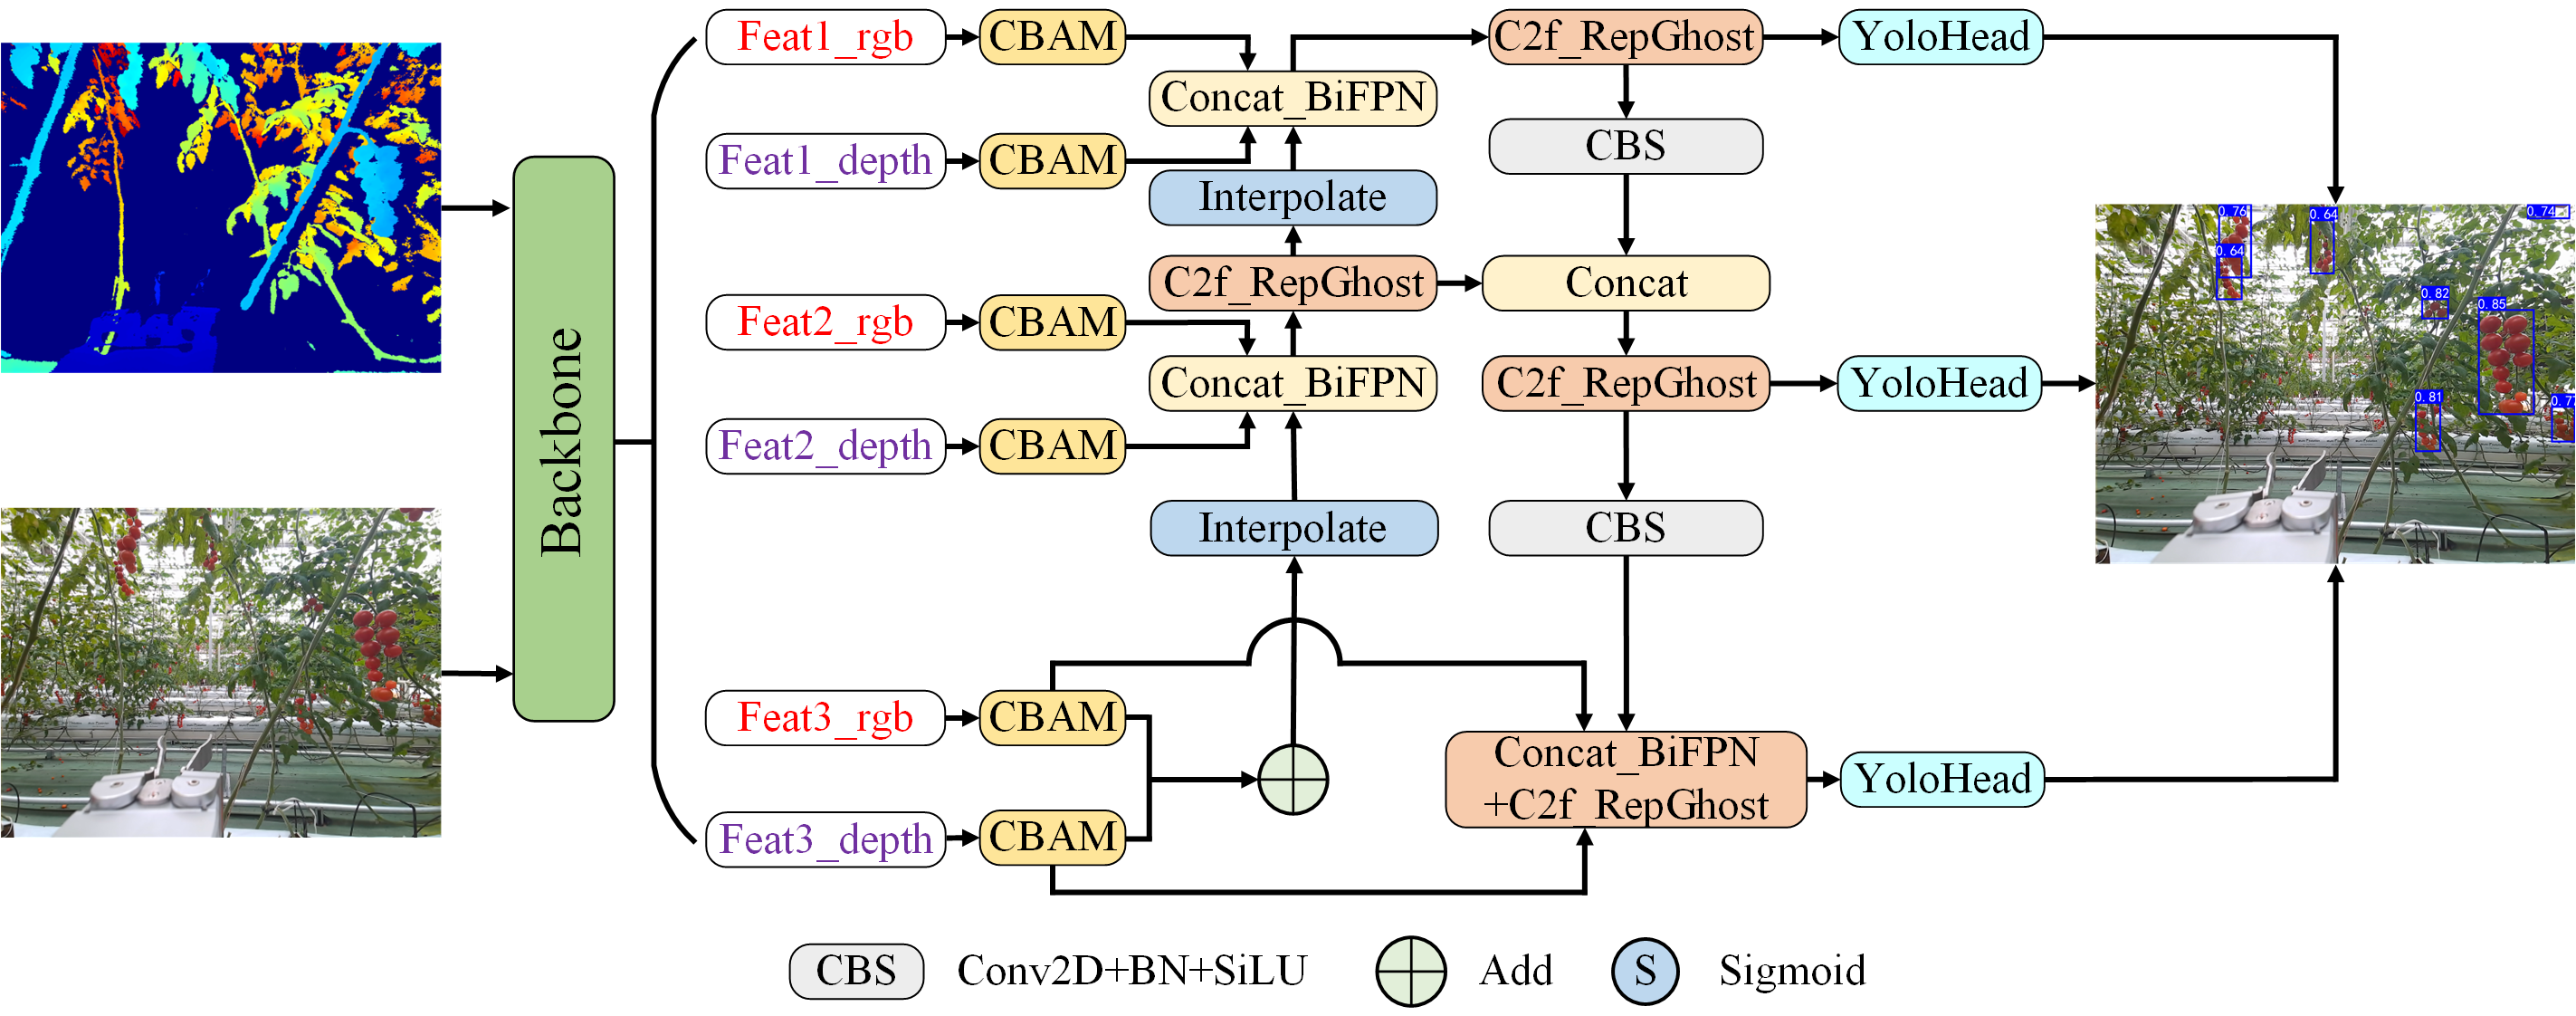 Backbone
Feat1_rgb
CBAM
Feat1_depth
CBAM
Feat2_rgb
CBAM
Feat2_depth
CBAM
Feat3_rgb
CBAM
Feat3_depth
CBAM
Concat_BiFPN
Interpolate
C2f_RepGhost
Concat_BiFPN
Interpolate
C2f_RepGhost
CBS
Concat
C2f_RepGhost
CBS
Concat_BiFPN
+C2f_RepGhost
YoloHead
YoloHead
YoloHead
0.76
0.64
0.64
0.74
0.82
0.85
0.81
CBS
Conv2D+BN+SiLU
Add
S
Sigmoid